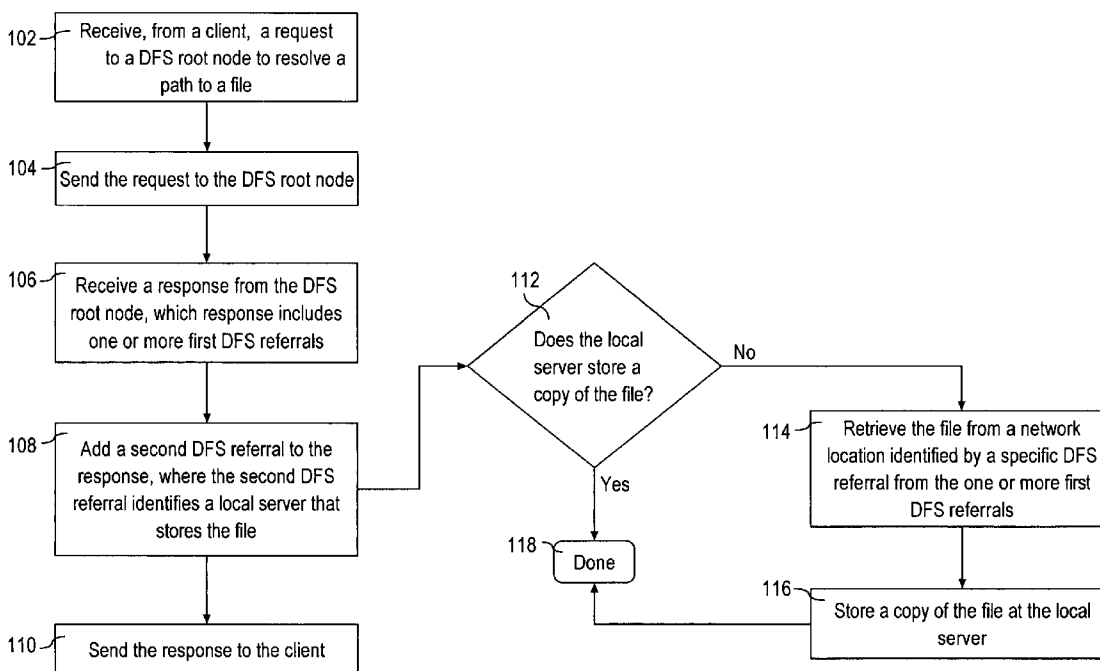 102
Receive, from a client, a request
to a DFS root node to resolve a
path to a file
104
Send the request to the DFS root node
106
Receive a response from the DFS
root node, which response includes
one or more first DFS referrals
108
Add a second DFS referral to the
response, where the second DFS
referral identifies a local server that
stores the file
110
Send the response to the client
112
Does the local
server store a
copy of the file?
No
Yes
114
Retrieve the file from a network
location identified by a specific DFS
referral from the one or more first
DFS referrals
116
Store a copy of the file at the local
server
118
Done